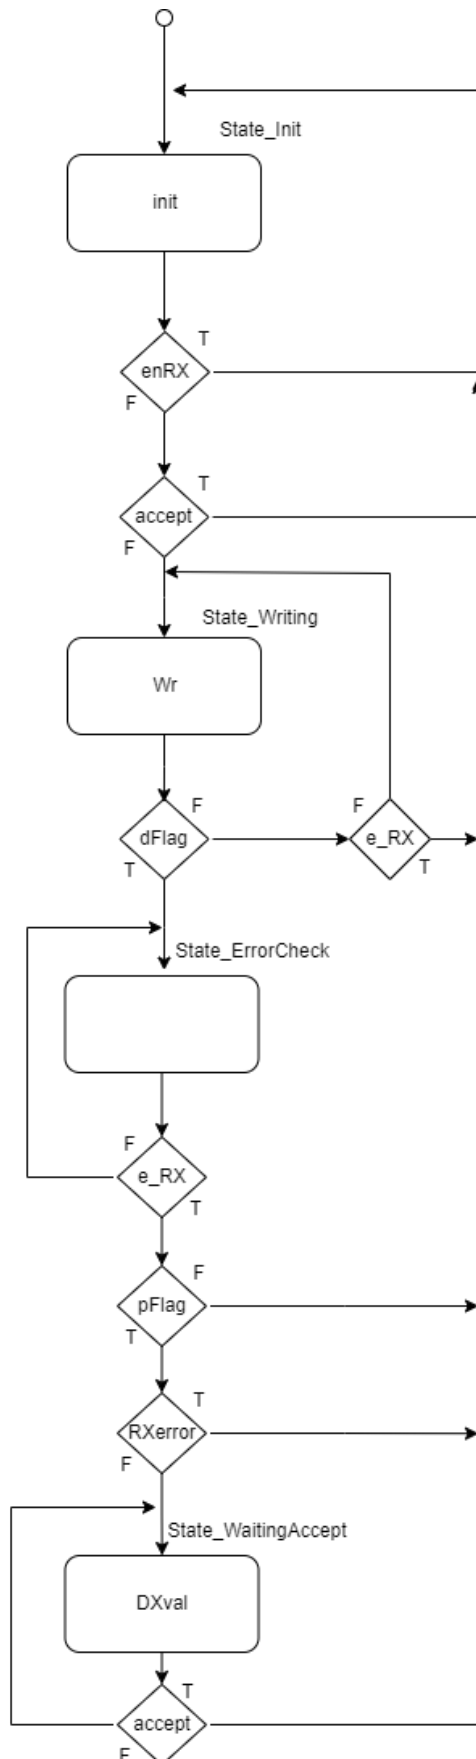 State_Init
init
T
enRX
F
T
accept
F
State_Writing
Wr
F
dFlag
T
F
e_RX
T
State_ErrorCheck
F
e_RX
T
F
pFlag
T
T
RXerror
F
State_WaitingAccept
DXval
T
accept
F